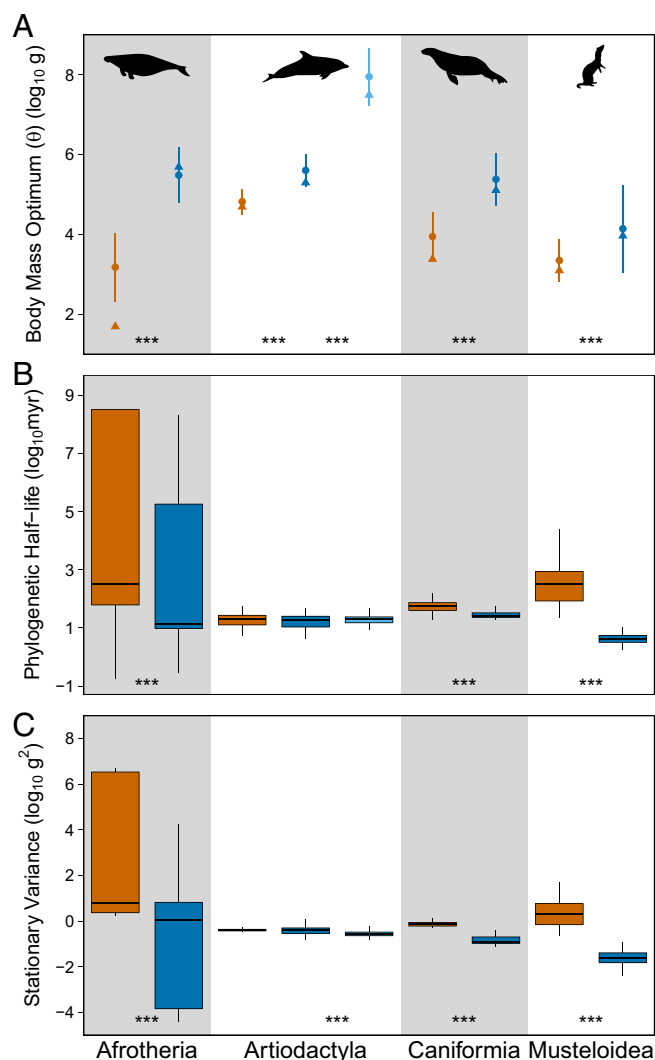 A
Body Mass Optimum (θ) (log₁₀ g)
8
6
4
2
*** *** *** *** ***
B
Phylogenetic Half-life (log₁₀myr)
9
7
5
3
1
−1
*** *** ***
C
Stationary Variance (log₁₀ g²)
8
6
4
2
0
−2
−4
*** *** *** ***
Afrotheria Artiodactyla Caniformia Musteloidea